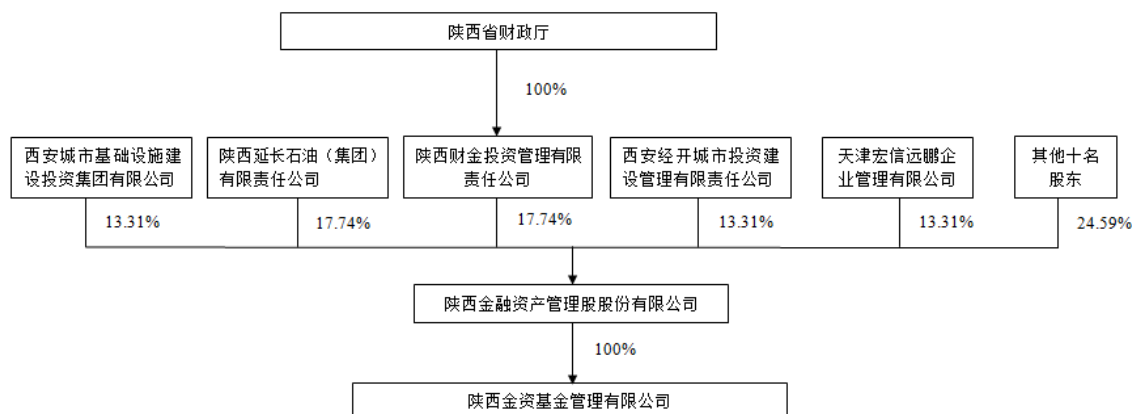 陕西省财政厅
100%
西安城市基础设施建
设投资集团有限公司
陕西延长石油（集团）
有限责任公司
陕西财金投资管理有限
责任公司
西安经开城市投资建
设管理有限责任公司
天津宏信远鹏企
业管理有限公司
其他十名
股东
13.31%
17.74%
17.74%
13.31%
13.31%
24.59%
陕西金融资产管理股股份有限公司
100%
陕西金资基金管理有限公司